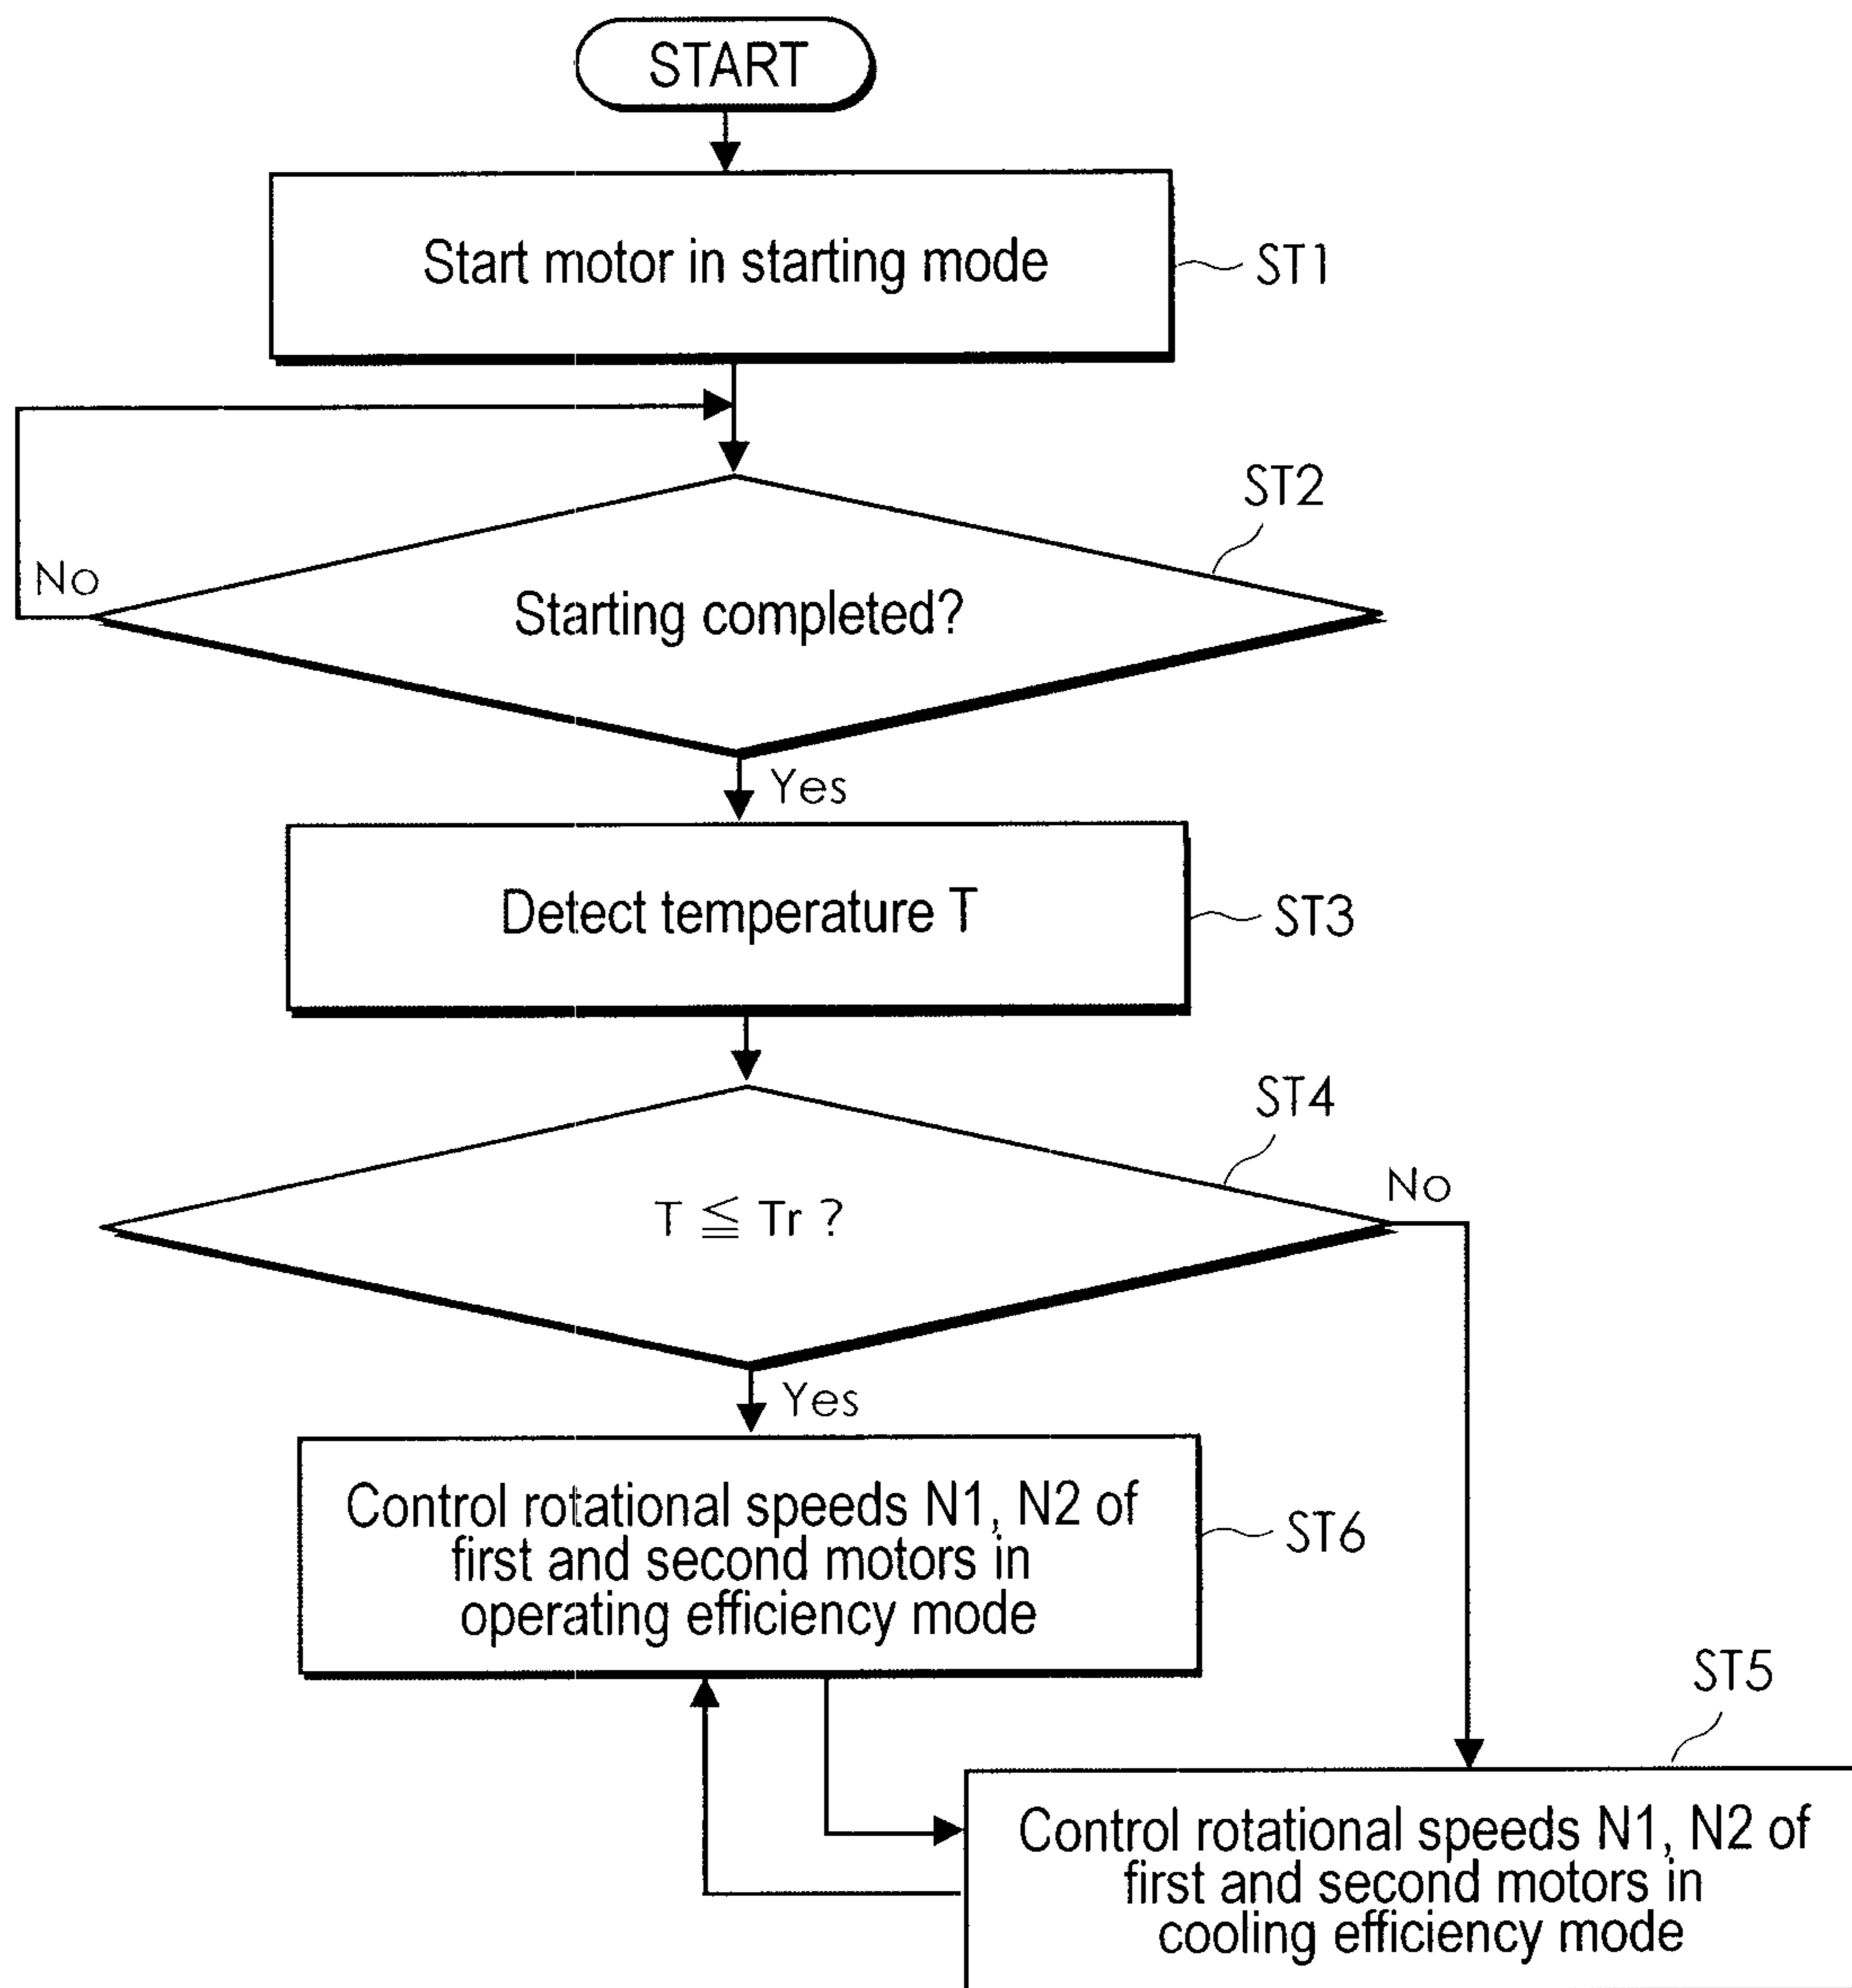 START
Start motor in starting mode
ST1
ST2
No
Starting completed?
Yes
Detect temperature T
ST3
ST4
No
T ≦ Tr ?
Yes
Control rotational speeds N1, N2 of
first and second motors in
operating efficiency mode
ST6
ST5
Control rotational speeds N1, N2 of
first and second motors in
cooling efficiency mode